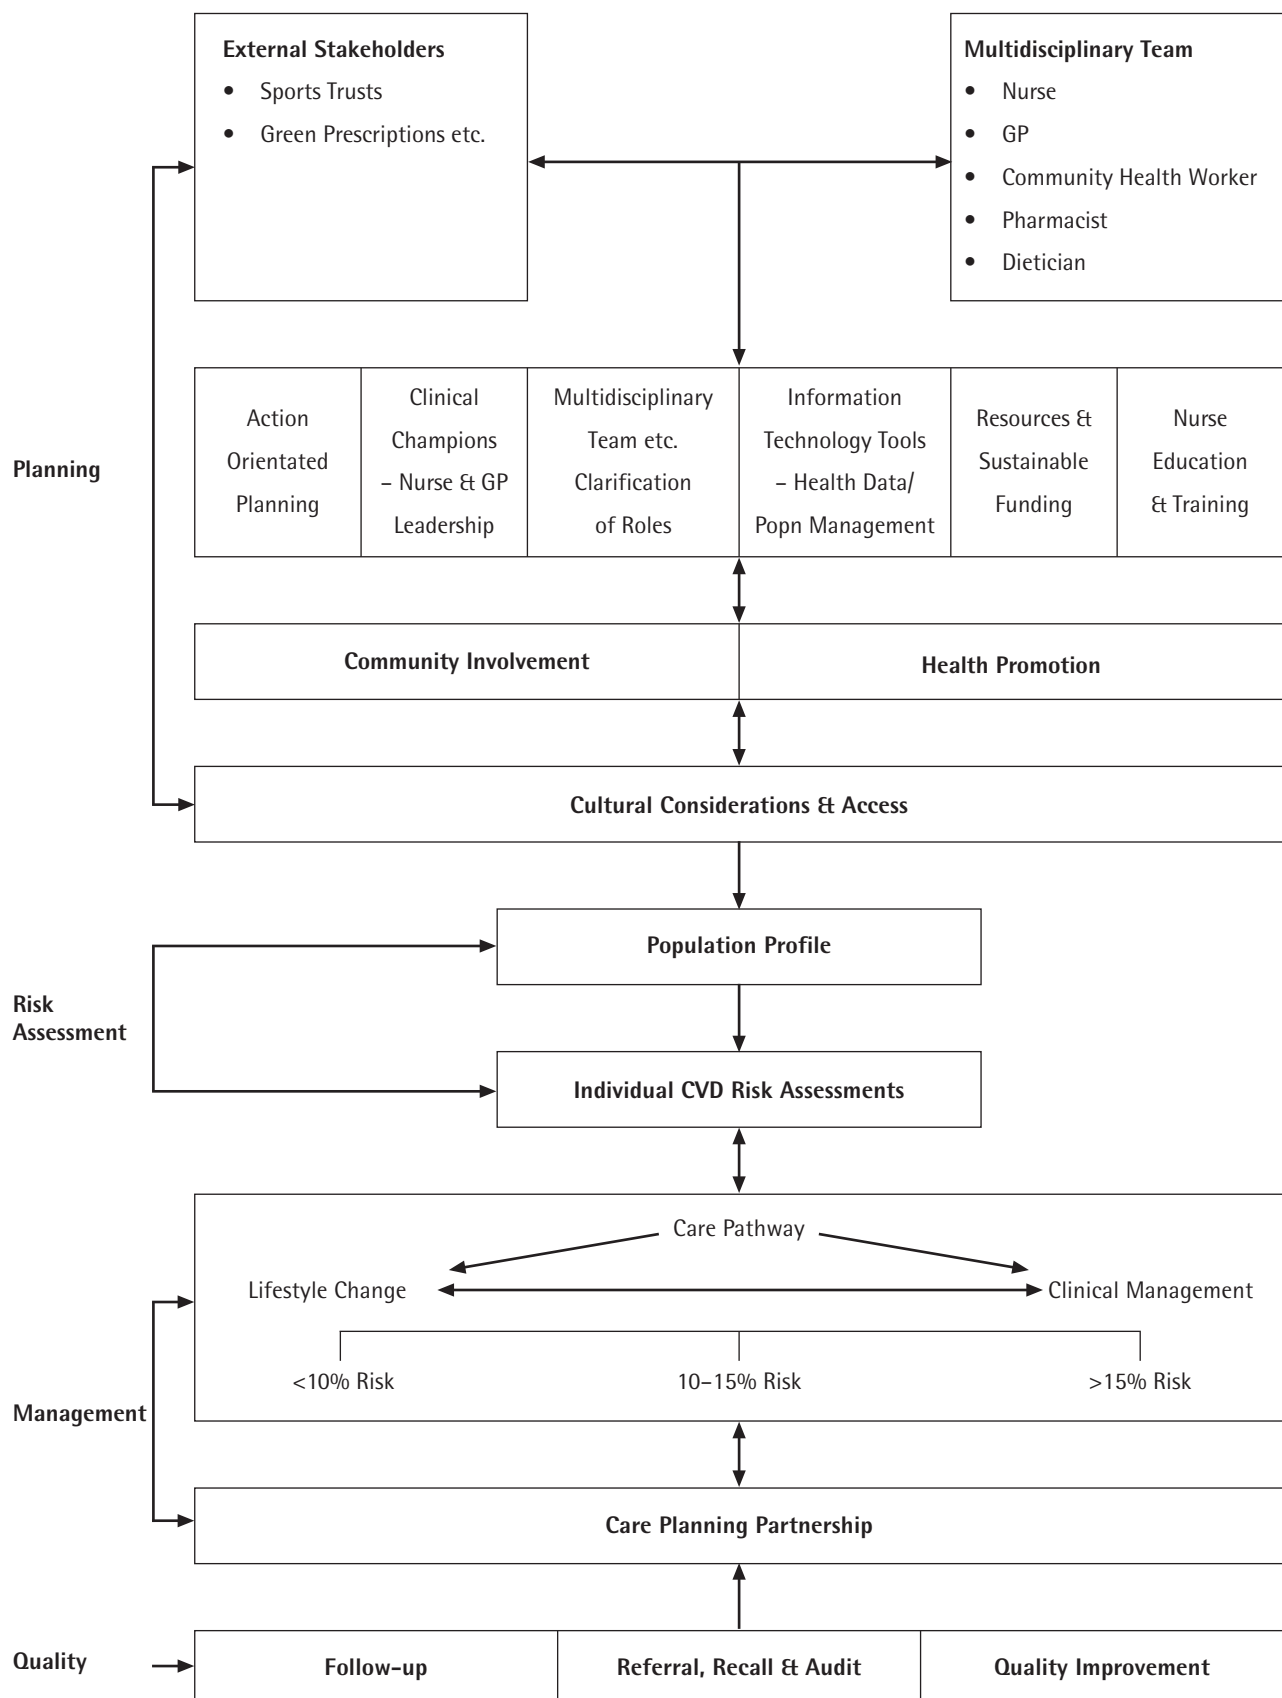 External Stakeholders
• Sports Trusts
• Green Prescriptions etc.
Multidisciplinary Team
• Nurse
• GP
• Community Health Worker
• Pharmacist
• Dietician
Planning
Action
Orientated
Planning
Clinical
Champions
– Nurse & GP
Leadership
Multidisciplinary
Team etc.
Clarification
of Roles
Information
Technology Tools
– Health Data/
Popn Management
Resources &
Sustainable
Funding
Nurse
Education
& Training
Community Involvement
Health Promotion
Cultural Considerations & Access
Risk
Assessment
Population Profile
Individual CVD Risk Assessments
Management
Care Pathway
Lifestyle Change
Clinical Management
<10% Risk
10–15% Risk
>15% Risk
Care Planning Partnership
Quality
Follow-up
Referral, Recall & Audit
Quality Improvement